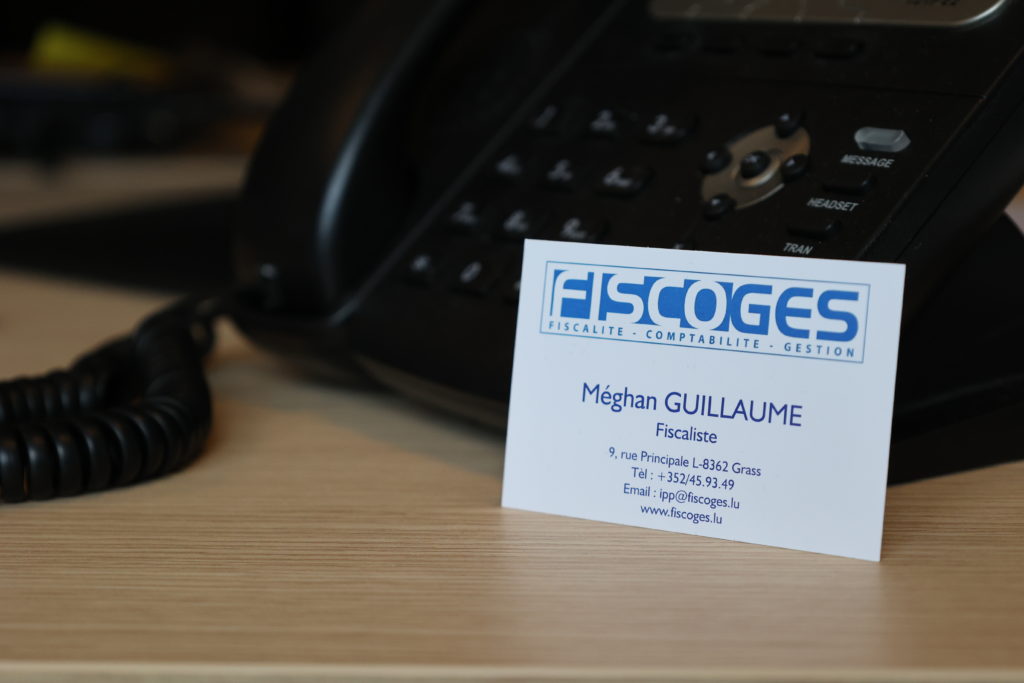 MESSAGE
HEADSET
TRAN
FISCOGES
FISCALITE - COMPTABILITE - GESTION
Méghan GUILLAUME
Fiscaliste
9, rue Principale L-8362 Grass
Tèl : +352/45.93.49
Email : ipp@fiscoges.lu
www.fiscoges.lu